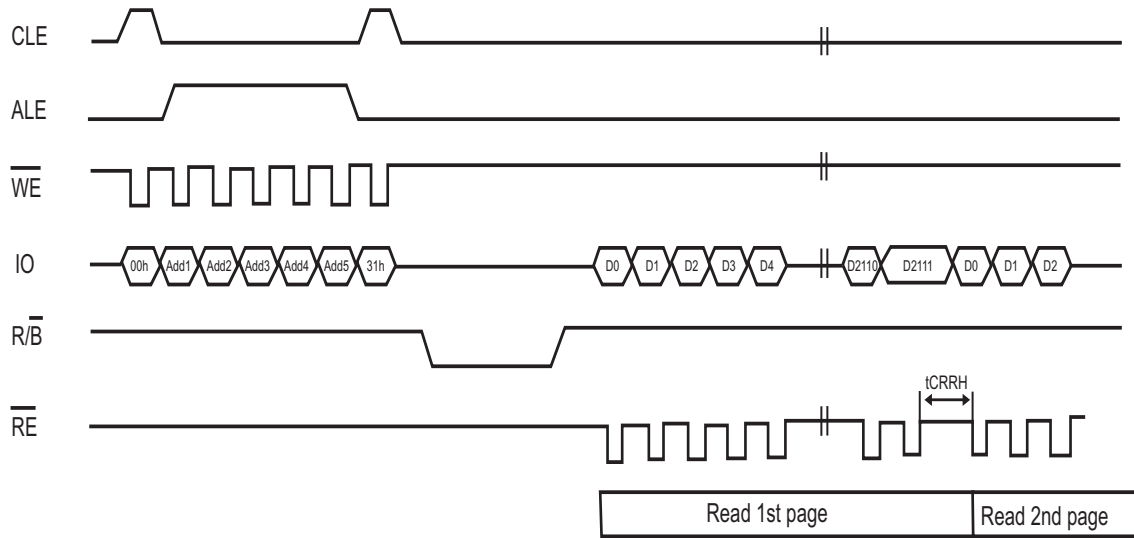 CLE
ALE
WE
IO 00h Add1 Add2 Add3 Add4 Add5 31h D0 D1 D2 D3 D4 D2110 D2111 D0 D1 D2
R/B
tCRRH
RE
Read 1st page Read 2nd page